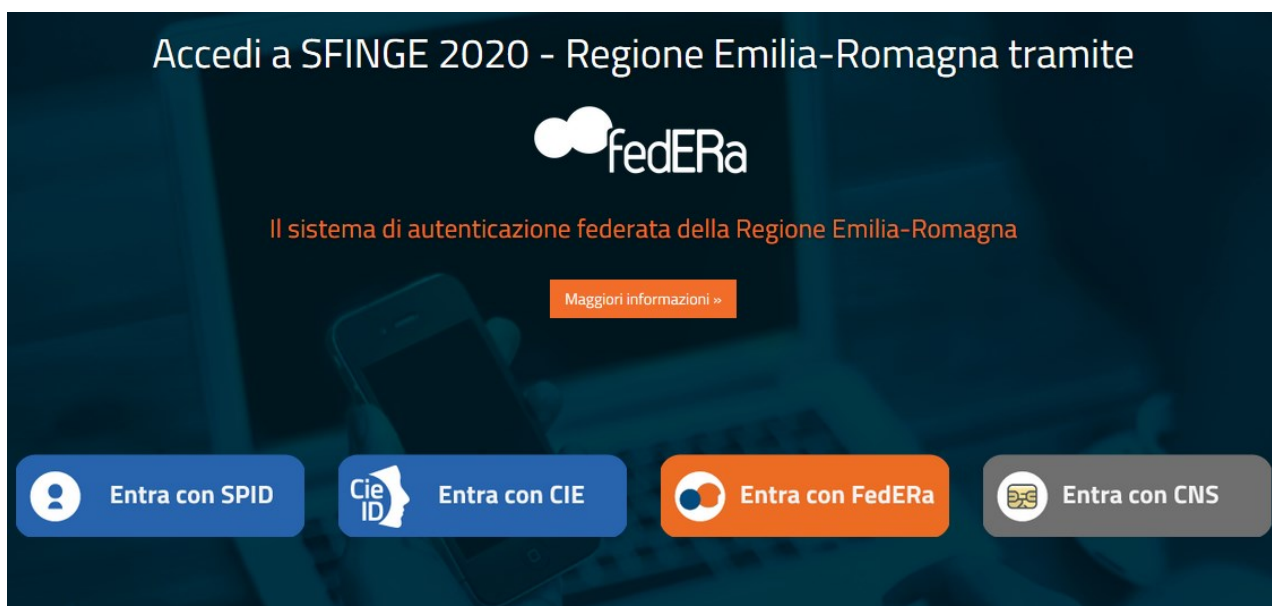 Accedi a SFINGE 2020 - Regione Emilia-Romagna tramite
fedERa
Il sistema di autenticazione federata della Regione Emilia-Romagna
Maggiori informazioni »
Entra con SPID
Cie
ID
Entra con CIE
Entra con FedERa
Entra con CNS